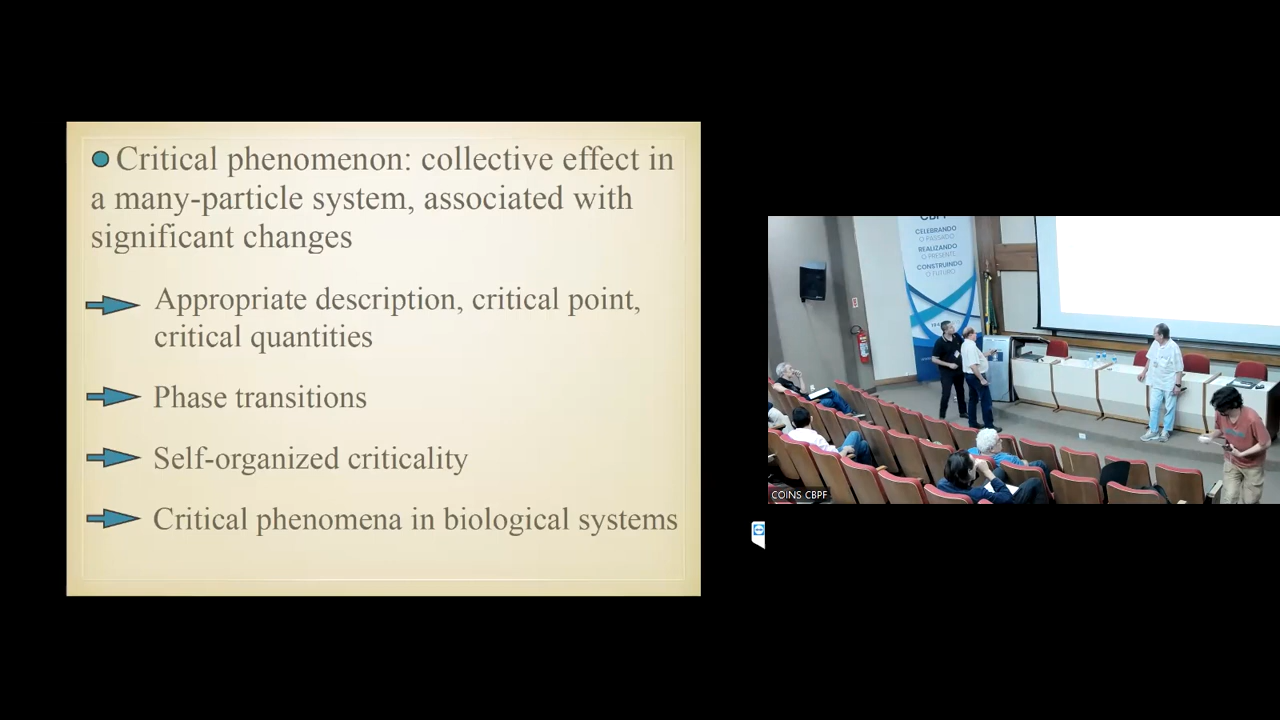 Critical phenomenon: collective effect in
a many-particle system, associated with
significant changes
Appropriate description, critical point,
critical quantities
Phase transitions
Self-organized criticality
Critical phenomena in biological systems
CELEBRANDO
O PASSADO
REALIZANDO
O PRESENTE
CONSTRUINDO
O FUTURO
COINS CBPF